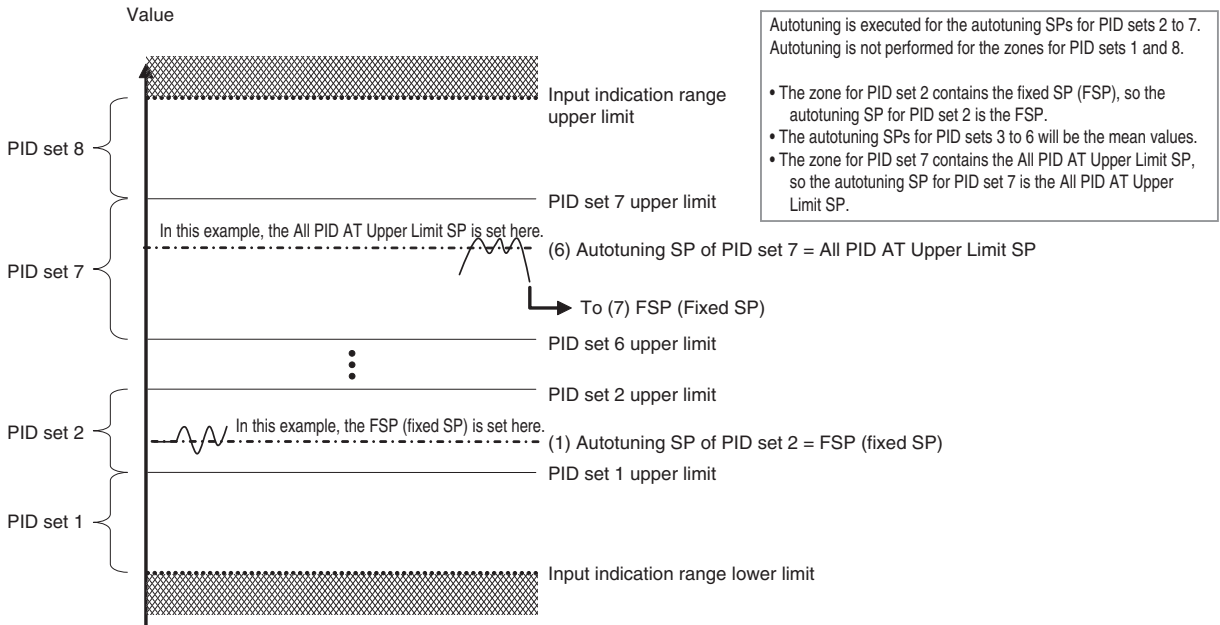 Value
Autotuning is executed for the autotuning SPs for PID sets 2 to 7.
Autotuning is not performed for the zones for PID sets 1 and 8.
• The zone for PID set 2 contains the fixed SP (FSP), so the
autotuning SP for PID set 2 is the FSP.
• The autotuning SPs for PID sets 3 to 6 will be the mean values.
• The zone for PID set 7 contains the All PID AT Upper Limit SP,
so the autotuning SP for PID set 7 is the All PID AT Upper
Limit SP.
Input indication range
upper limit
PID set 8
PID set 7 upper limit
In this example, the All PID AT Upper Limit SP is set here.
(6) Autotuning SP of PID set 7 = All PID AT Upper Limit SP
PID set 7
To (7) FSP (Fixed SP)
PID set 6 upper limit
PID set 2 upper limit
In this example, the FSP (fixed SP) is set here.
PID set 2
(1) Autotuning SP of PID set 2 = FSP (fixed SP)
PID set 1 upper limit
PID set 1
Input indication range lower limit